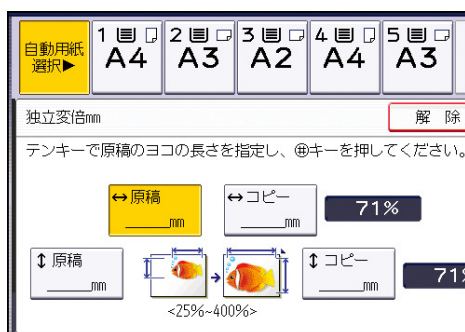 自動用紙
選択▶
1
A4
2
A3
3
A2
4
A4
5
A3
独立変倍mm
解 除
テンキーで原稿のヨコの長さを指定し、㊉キーを押してください。
↔原稿
mm
↔コピー
mm
71%
↕原稿
mm
↕コピー
mm
<25%~400%>